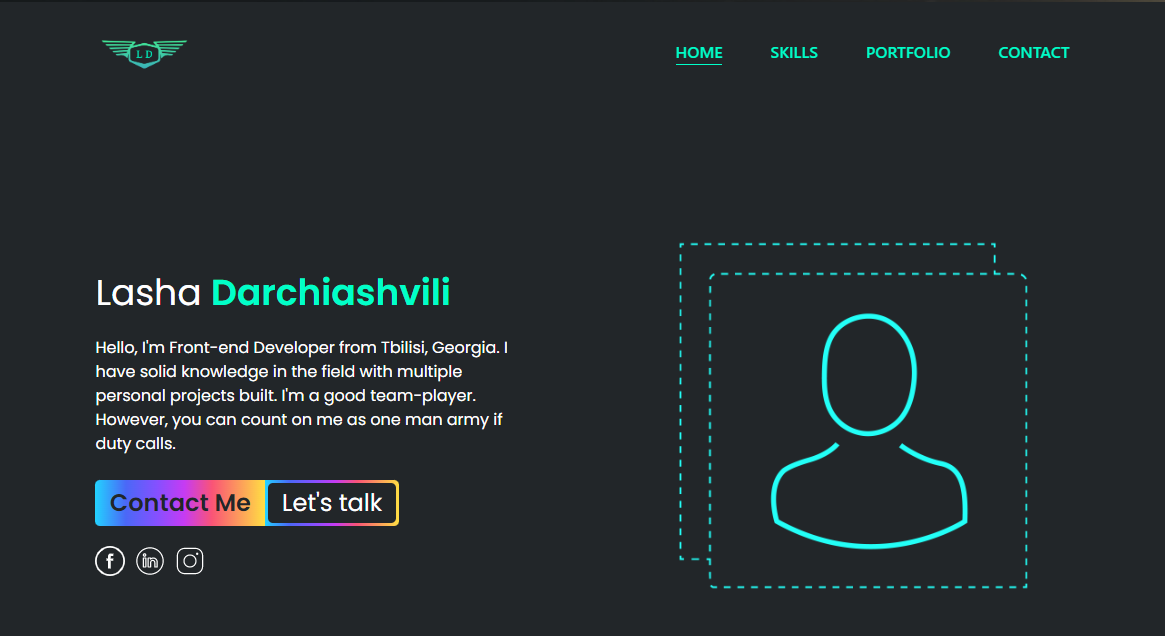 L D
HOME SKILLS PORTFOLIO CONTACT
Lasha Darchiashvili
Hello, I'm Front-end Developer from Tbilisi, Georgia. I
have solid knowledge in the field with multiple
personal projects built. I'm a good team-player.
However, you can count on me as one man army if
duty calls.
Contact Me Let's talk
f in